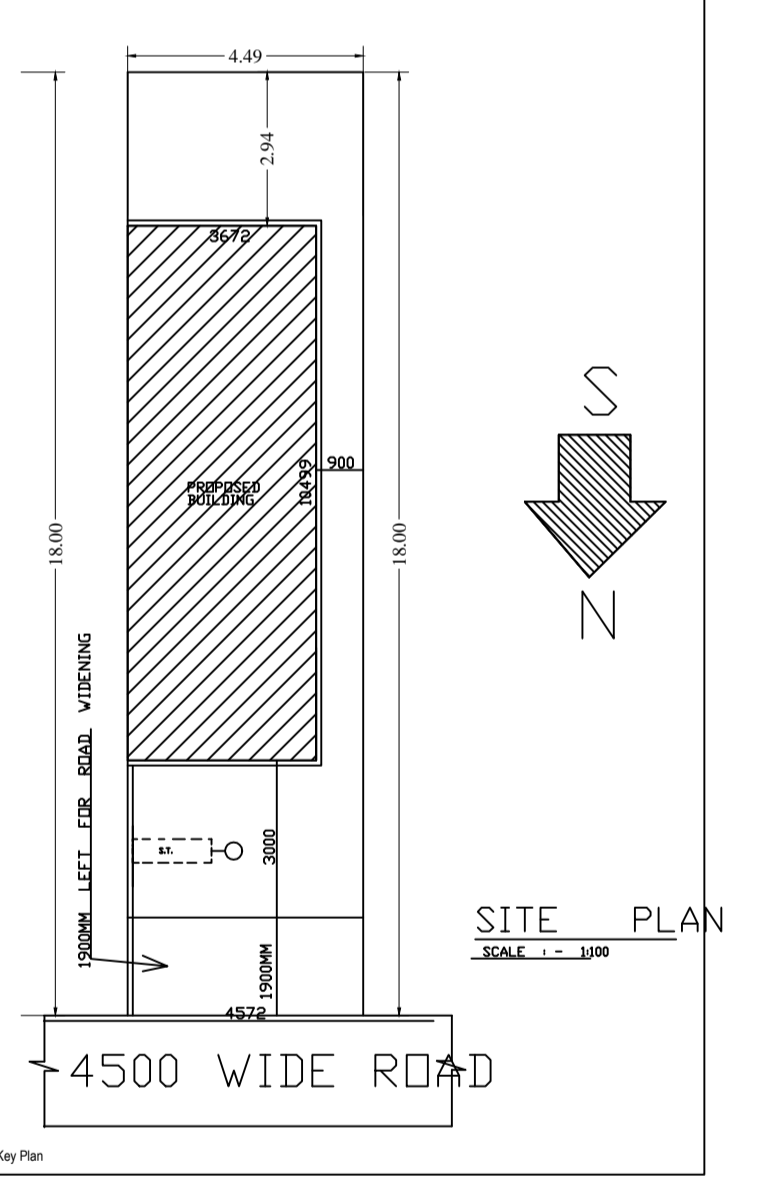 4.49
2.94
3672
S
PROPOSED
BUILDING
10499
900
18.00
18.00
N
1900MM LEFT FOR ROAD WIDENING
S.T.
3000
SITE PLAN
SCALE : - 1:100
1900MM
4572
4500 WIDE ROAD
Key Plan